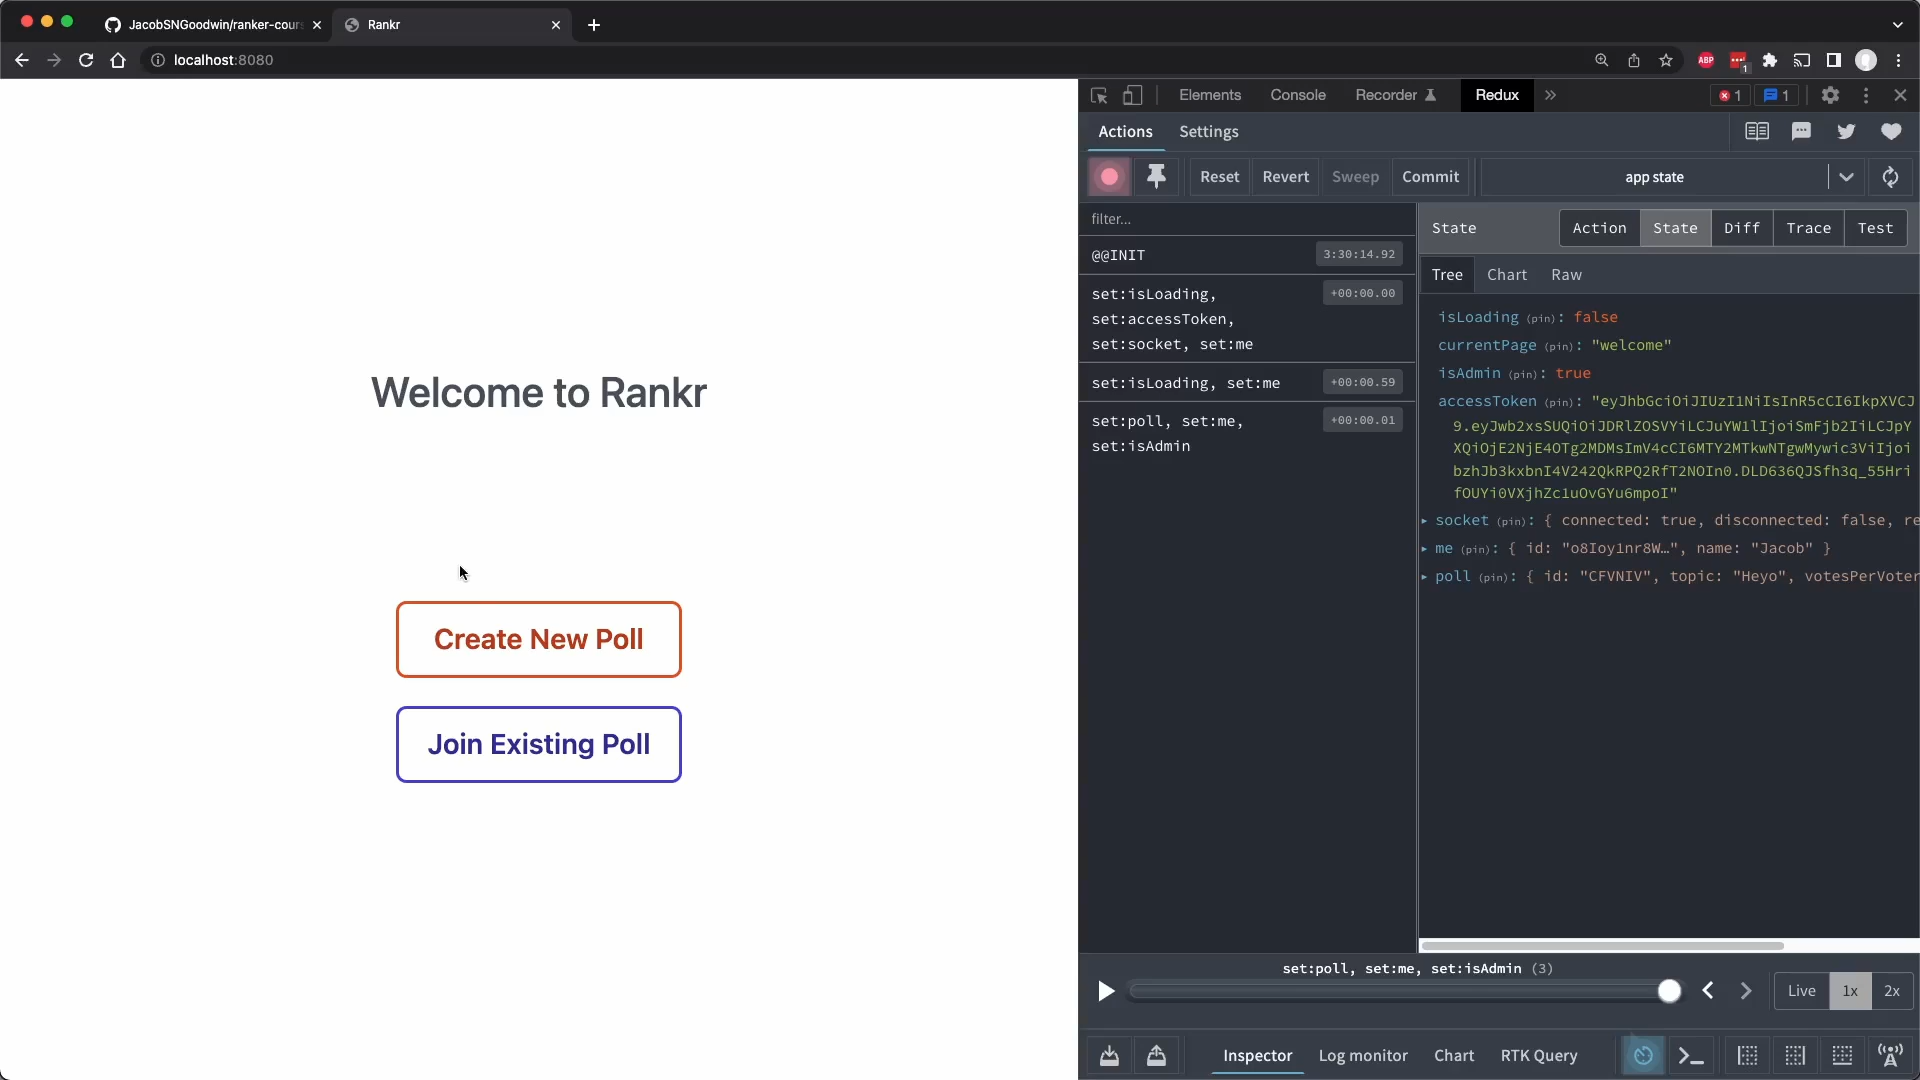 JacobSNGoodwin/ranker-cours
Rankr
localhost:8080
ABP
1
Welcome to Rankr
Create New Poll
Join Existing Poll
Elements
Console
Recorder
Redux
1
1
Actions
Settings
Reset
Revert
Sweep
Commit
app state
filter...
@@INIT
3:30:14.92
set:isLoading,
+00:00.00
set:accessToken,
set:socket, set:me
set:isLoading, set:me
+00:00.59
set:poll, set:me,
+00:00.01
set:isAdmin
State
Action
State
Diff
Trace
Test
Tree
Chart
Raw
isLoading (pin): false
currentPage (pin): "welcome"
isAdmin (pin): true
accessToken (pin): "eyJhbGciOiJIUzI1NiIsInR5cCI6IkpXVCJ
9.eyJwb2xsSUQiOiJDRlZOSVYiLCJuYW1lIjoiSmFjb2IiLCJpY
XQiOjE2NjE4OTg2MDMsImV4cCI6MTY2MTkwNTgwMywic3ViIjoi
bzhJb3kxbnI4V242QkRPQ2RfT2NOIn0.DLD636QJSfh3q_55Hri
fOUYi0VXjhZc1uOvGYu6mpoI"
socket (pin): { connected: true, disconnected: false, re
me (pin): { id: "o8Ioy1nr8W…", name: "Jacob" }
poll (pin): { id: "CFVNIV", topic: "Heyo", votesPerVoter
set:poll, set:me, set:isAdmin (3)
Live
1x
2x
Inspector
Log monitor
Chart
RTK Query